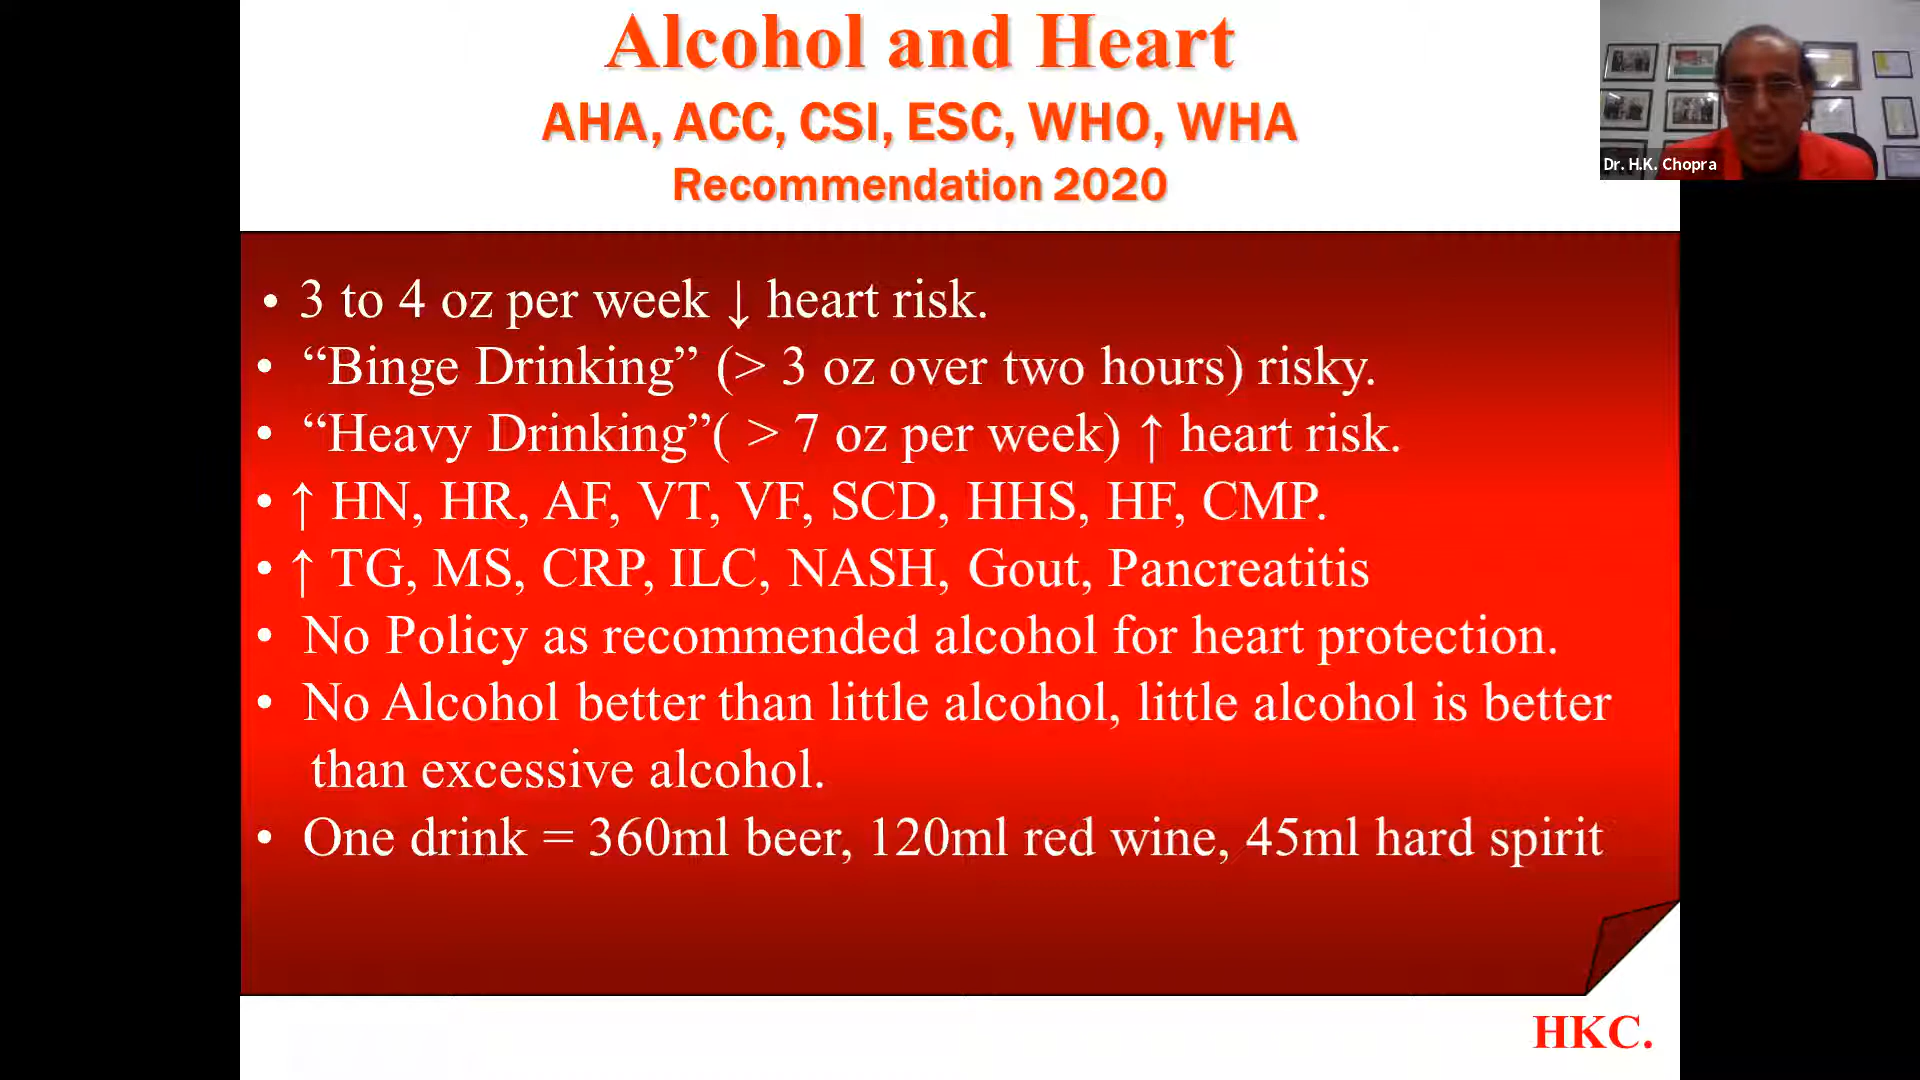 Alcohol and Heart
AHA, ACC, CSI, ESC, WHO, WHA
Recommendation 2020
Dr. H.K. Chopra
• 3 to 4 oz per week ↓ heart risk.
• “Binge Drinking” (> 3 oz over two hours) risky.
• “Heavy Drinking”( > 7 oz per week) ↑ heart risk.
• ↑ HN, HR, AF, VT, VF, SCD, HHS, HF, CMP.
• ↑ TG, MS, CRP, ILC, NASH, Gout, Pancreatitis
• No Policy as recommended alcohol for heart protection.
• No Alcohol better than little alcohol, little alcohol is better
than excessive alcohol.
• One drink = 360ml beer, 120ml red wine, 45ml hard spirit
HKC.